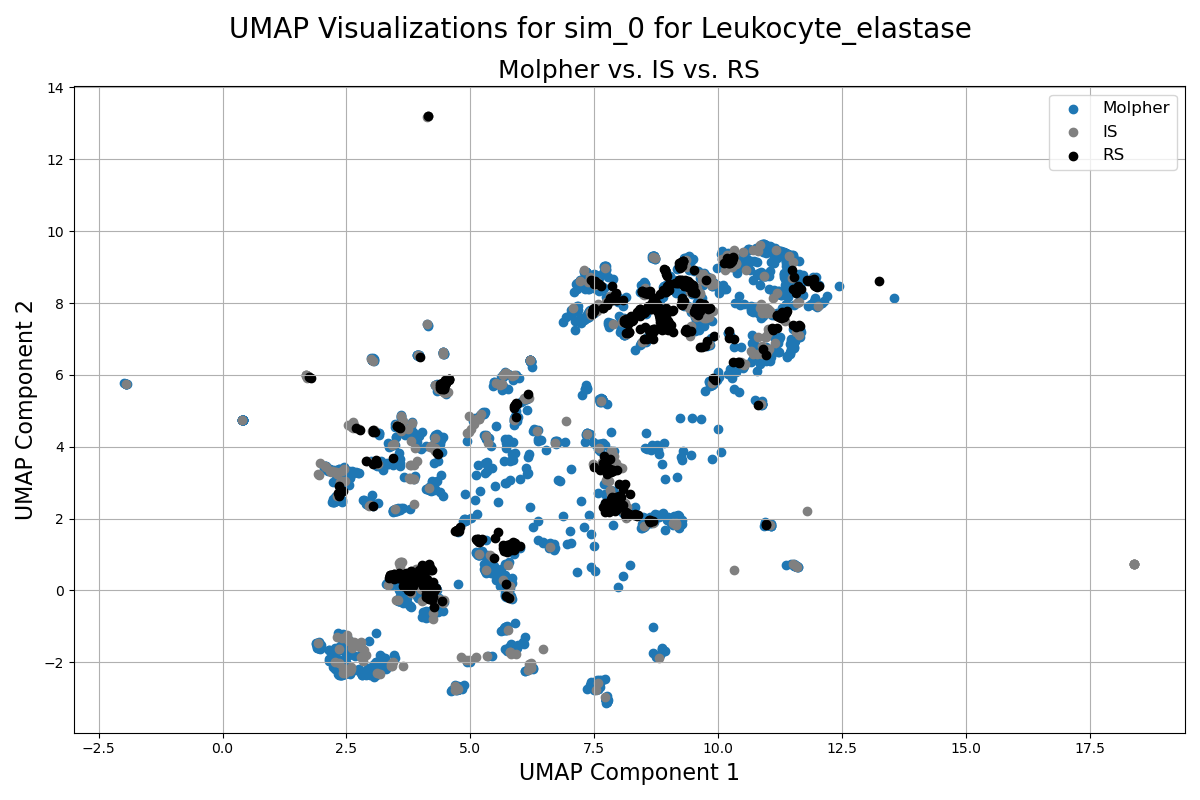 UMAP Visualizations for sim_0 for Leukocyte_elastase
Molpher vs. IS vs. RS
Molpher
IS
RS
UMAP Component 2
14
12
10
8
6
4
2
0
−2
−2.5
0.0
2.5
5.0
7.5
10.0
12.5
15.0
17.5
UMAP Component 1